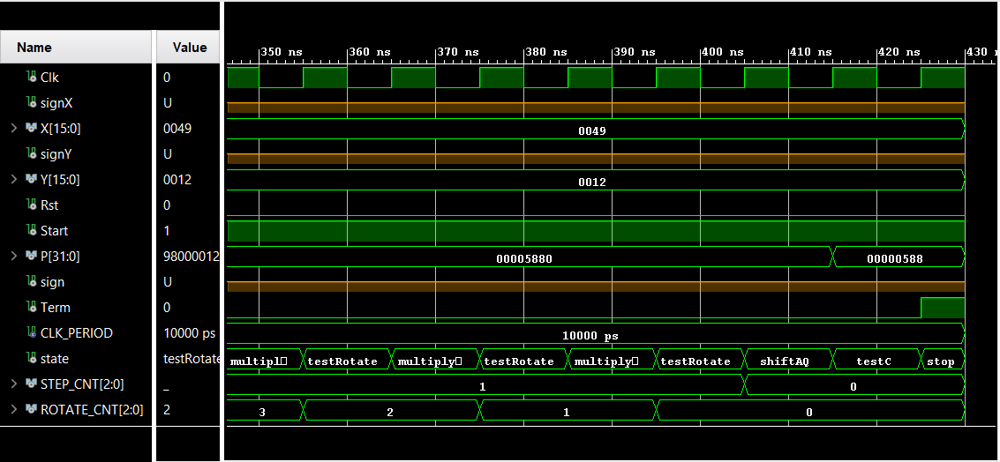 350 ns 360 ns 370 ns 380 ns 390 ns 400 ns 410 ns 420 ns 430 n
Name Value
Clk 0
signX U
X[15:0] 0049 0049
signY U
Y[15:0] 0012 0012
Rst 0
Start 1
P[31:0] 98000012 00005880 00000588
sign U
Term 0
CLK_PERIOD 10000 ps 10000 ps
state testRotate multipl testRotate multiply testRotate multiply testRotate shiftAQ testC stop
STEP_CNT[2:0] _ 1 0
ROTATE_CNT[2:0] 2 3 2 1 0